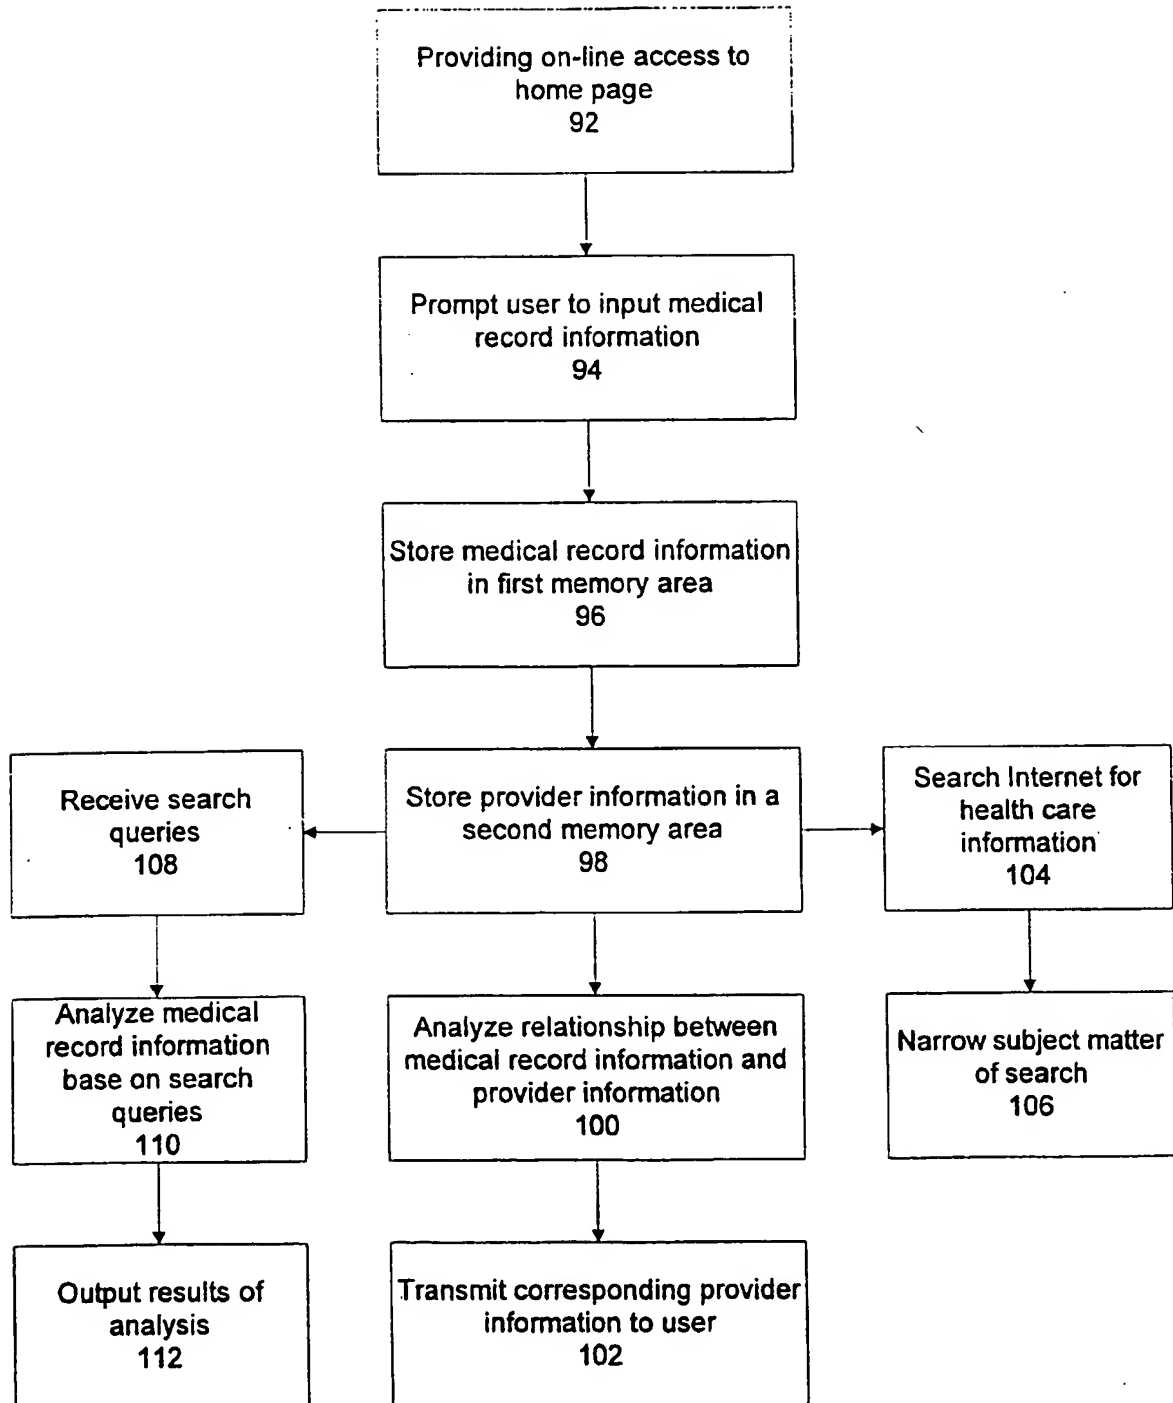 Providing on-line access to
home page
92
Prompt user to input medical
record information
94
Store medical record information
in first memory area
96
Receive search
queries
108
Store provider information in a
second memory area
98
Search Internet for
health care
information
104
Analyze medical
record information
base on search
queries
110
Analyze relationship between
medical record information and
provider information
100
Narrow subject matter
of search
106
Output results of
analysis
112
Transmit corresponding provider
information to user
102